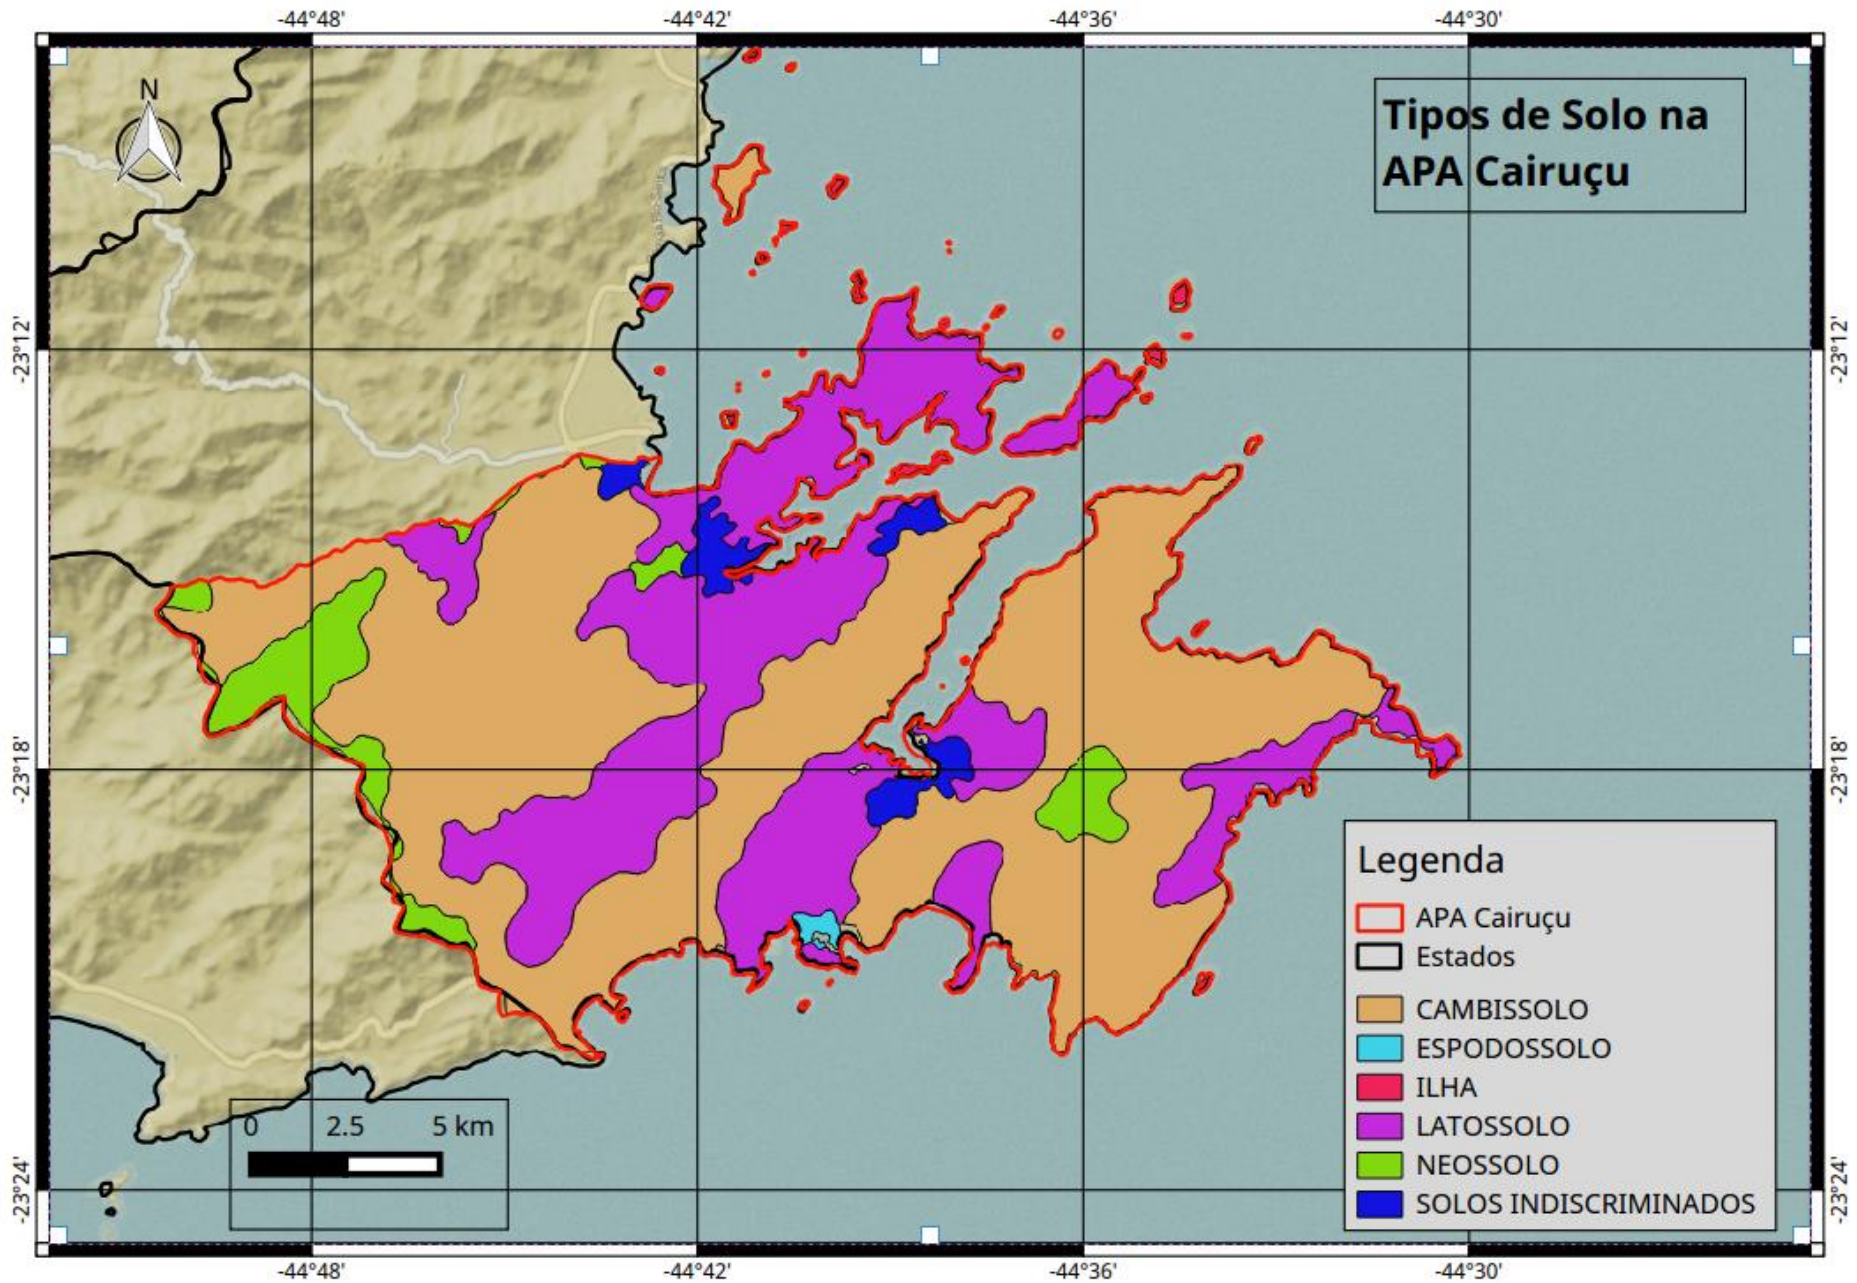 -44°48'
-44°42'
-44°36'
-44°30'
N
Tipos de Solo na
APA Cairuçu
-23°12'
-23°12'
-23°18'
-23°18'
Legenda
APA Cairuçu
Estados
CAMBISSOLO
ESPODOSSOLO
ILHA
LATOSSOLO
NEOSSOLO
SOLOS INDISCRIMINADOS
0
2.5
5 km
-23°24'
-23°24'
-44°48'
-44°42'
-44°36'
-44°30'